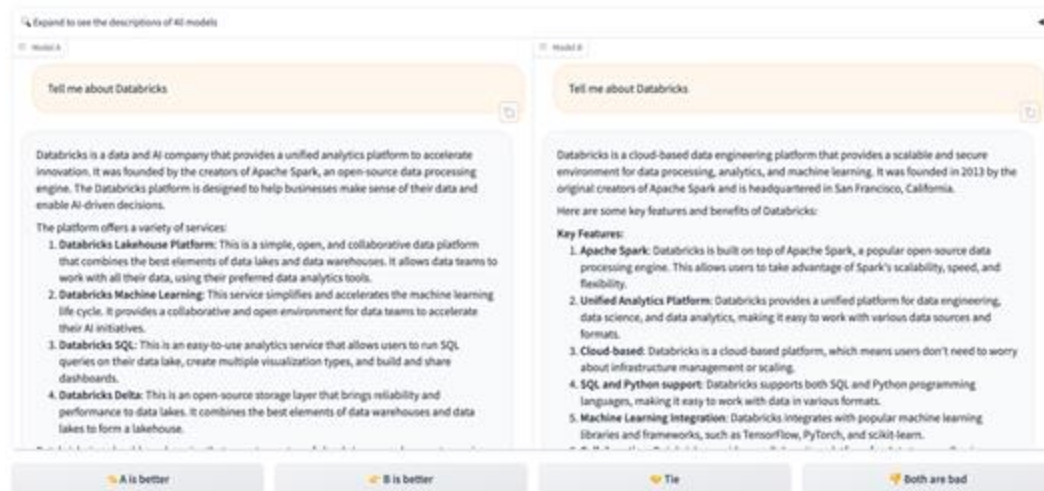 Expand to see the descriptions of 40 models
Model A
Tell me about Databricks
Databricks is a data and AI company that provides a unified analytics platform to accelerate
innovation. It was founded by the creators of Apache Spark, an open-source data processing
engine. The Databricks platform is designed to help businesses make sense of their data and
enable AI-driven decisions.
The platform offers a variety of services:
1. Databricks Lakehouse Platform: This is a simple, open, and collaborative data platform
that combines the best elements of data lakes and data warehouses. It allows data teams to
work with all their data, using their preferred data analytics tools.
2. Databricks Machine Learning: This service simplifies and accelerates the machine learning
life cycle. It provides a collaborative and open environment for data teams to accelerate
their AI initiatives.
3. Databricks SQL: This is an easy-to-use analytics service that allows users to run SQL
queries on their data lake, create multiple visualization types, and build and share
dashboards.
4. Databricks Delta: This is an open-source storage layer that brings reliability and
performance to data lakes. It combines the best elements of data warehouses and data
lakes to form a lakehouse.
Model B
Tell me about Databricks
Databricks is a cloud-based data engineering platform that provides a scalable and secure
environment for data processing, analytics, and machine learning. It was founded in 2013 by the
original creators of Apache Spark and is headquartered in San Francisco, California.
Here are some key features and benefits of Databricks:
Key Features:
1. Apache Spark: Databricks is built on top of Apache Spark, a popular open-source data
processing engine. This allows users to take advantage of Spark's scalability, speed, and
flexibility.
2. Unified Analytics Platform: Databricks provides a unified platform for data engineering,
data science, and data analytics, making it easy to work with various data sources and
formats.
3. Cloud-based: Databricks is a cloud-based platform, which means users don't need to worry
about infrastructure management or scaling.
4. SQL and Python support: Databricks supports both SQL and Python programming
languages, making it easy to work with data in various formats.
5. Machine Learning Integration: Databricks integrates with popular machine learning
libraries and frameworks, such as TensorFlow, PyTorch, and scikit-learn.
A is better
B is better
Tie
Both are bad